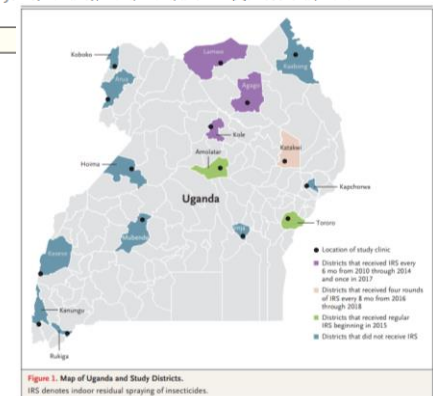 Koboko
Arua
Lamwo
Kaabong
Agago
Kole
Amolatar
Katakwi
Hoima
Kapchorwa
Uganda
Tororo
Mubende
Jinja
Kasese
Kanungu
Rukiga
Location of study clinic
Districts that received IRS every
6 mo from 2010 through 2014
and once in 2017
Districts that received four rounds
of IRS every 8 mo from 2016
through 2018
Districts that received regular
IRS beginning in 2015
Districts that did not receive IRS
Figure 1. Map of Uganda and Study Districts.
IRS denotes indoor residual spraying of insecticides.